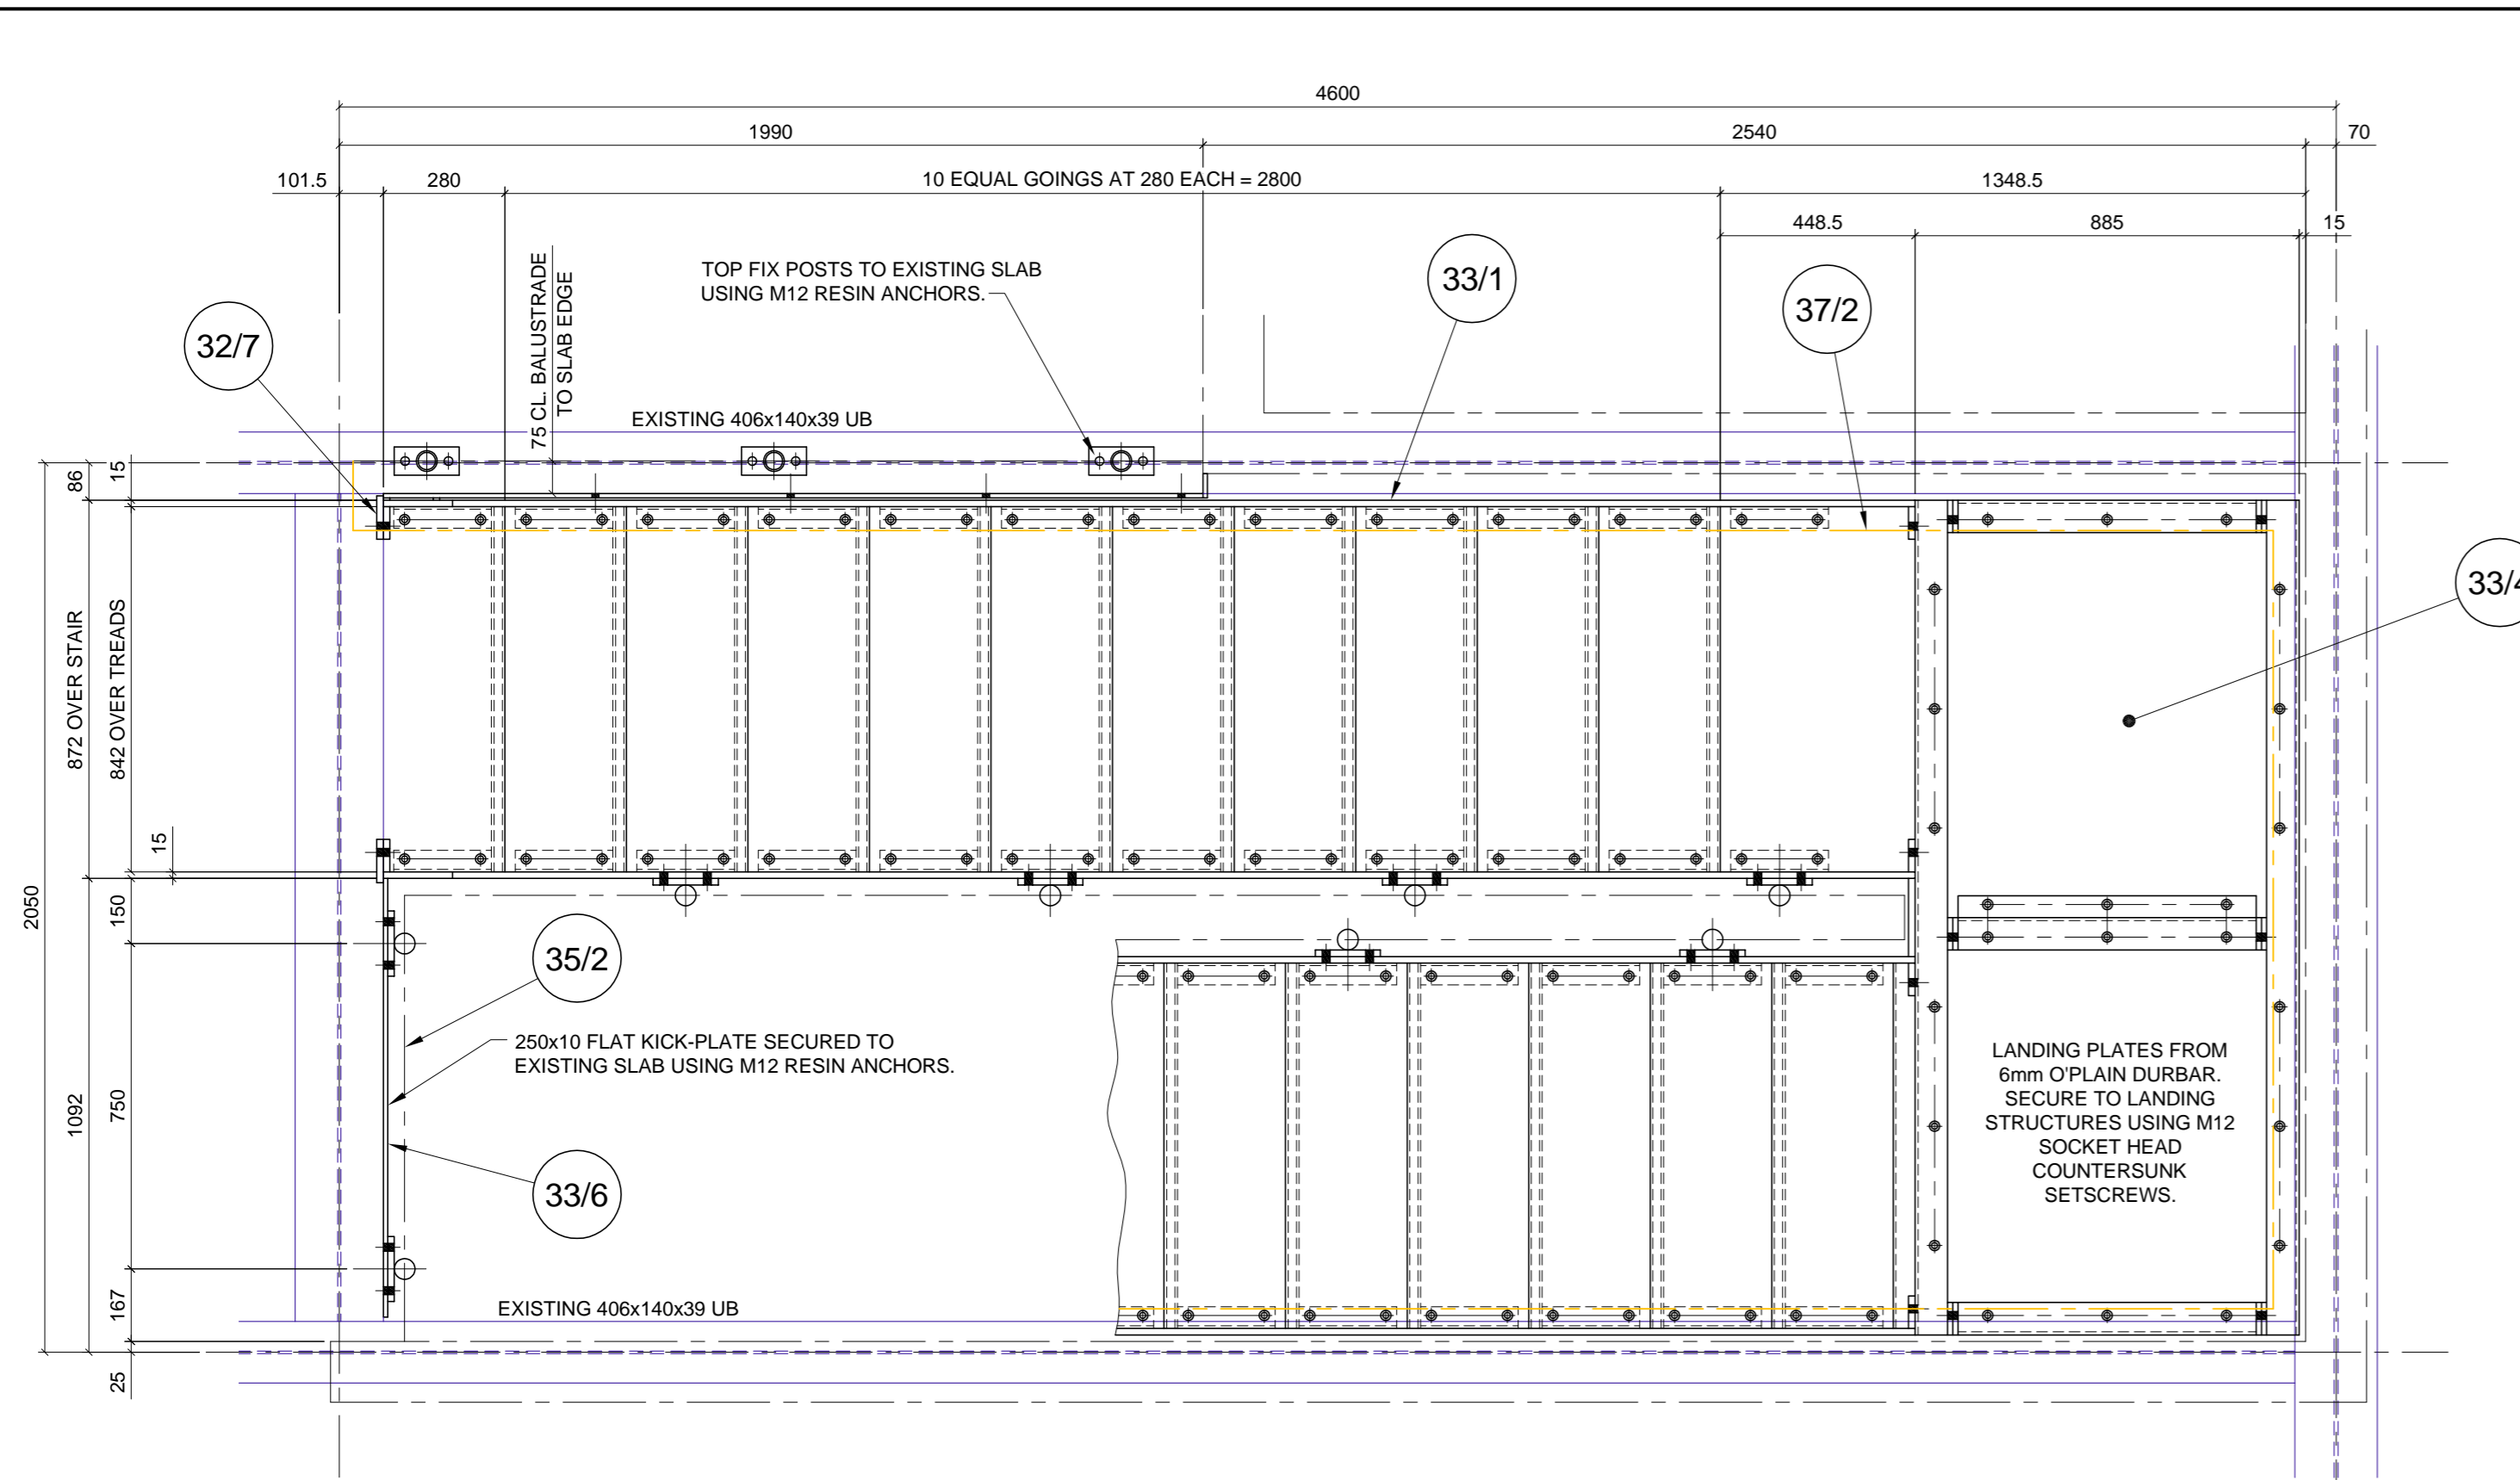 4600
1990
2540
70
101.5
280
10 EQUAL GOINGS AT 280 EACH = 2800
1348.5
448.5
885
15
TOP FIX POSTS TO EXISTING SLAB
USING M12 RESIN ANCHORS.
75 CL. BALUSTRADE
TO SLAB EDGE
33/1
37/2
32/7
EXISTING 406x140x39 UB
86
15
33/4
872 OVER STAIR
842 OVER TREADS
15
2050
150
35/2
250x10 FLAT KICK-PLATE SECURED TO
EXISTING SLAB USING M12 RESIN ANCHORS.
1092
750
33/6
LANDING PLATES FROM
6mm O'PLAIN DURBAR.
SECURE TO LANDING
STRUCTURES USING M12
SOCKET HEAD
COUNTERSUNK
SETSCREWS.
EXISTING 406x140x39 UB
167
25